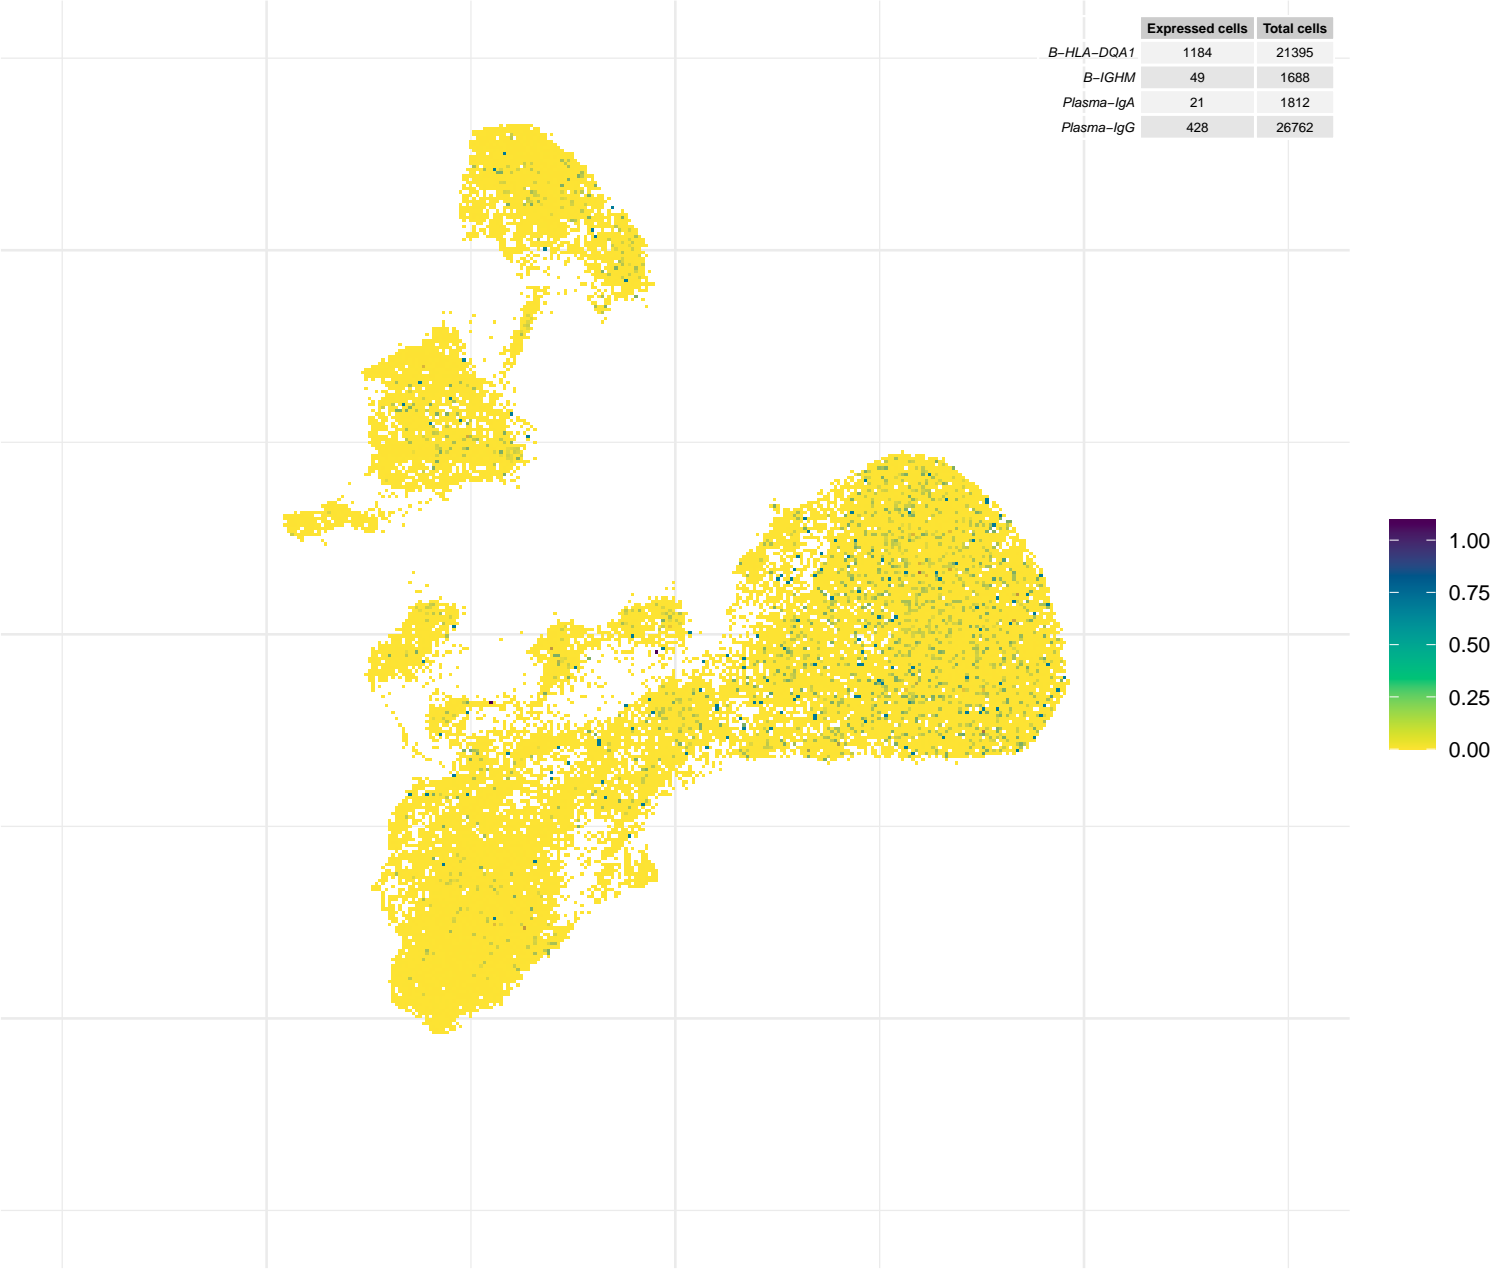 Expressed cells Total cells
B−HLA−DQA1 1184 21395
B−IGHM 49 1688
Plasma−IgA 21 1812
Plasma−IgG 428 26762
1.00
0.75
0.50
0.25
0.00